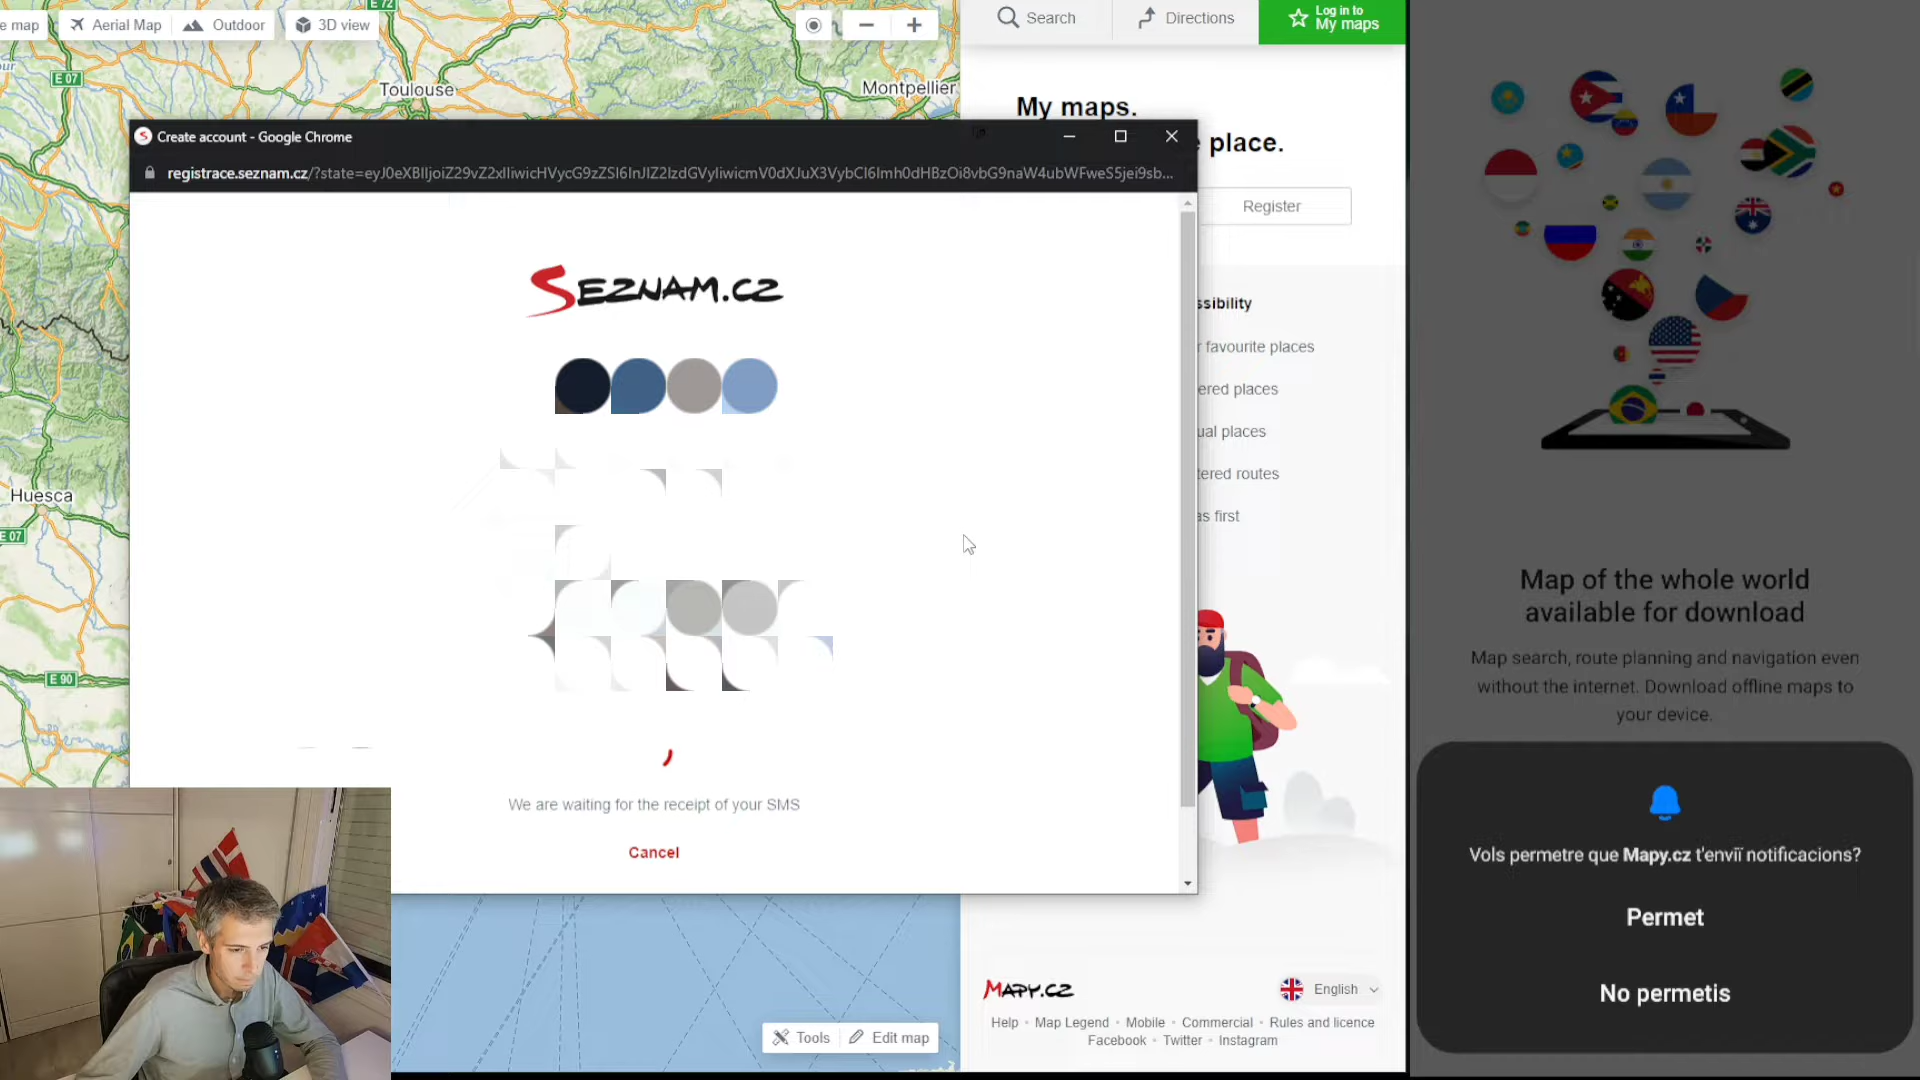 e map
Aerial Map
Outdoor
3D view
E 72
E 07
Toulouse
Montpellier
Huesca
E 07
E 90
Search
Directions
Log in to
My maps
My maps.
place.
Register
Create account - Google Chrome
ssibility
r favourite places
ered places
ual places
tered routes
as first
SEZNAM.CZ
We are waiting for the receipt of your SMS
Cancel
Tools
Edit map
MAPY.CZ
English
Help • Map Legend • Mobile • Commercial • Rules and licence
Facebook • Twitter • Instagram
Map of the whole world
available for download
Map search, route planning and navigation even
without the internet. Download offline maps to
your device.
Vols permetre que Mapy.cz t'enviï notificacions?
Permet
No permetis